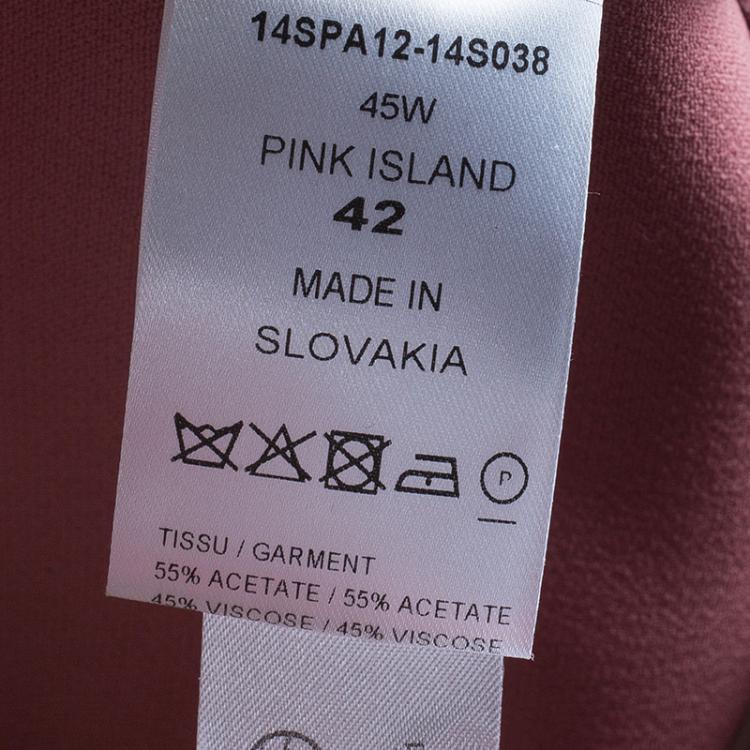 14SPA12-14S038
45W
PINK ISLAND
42
MADE IN
SLOVAKIA
P
TISSU / GARMENT
55% ACETATE / 55% ACETATE
45% VISCOSE / 45% VISCOSE